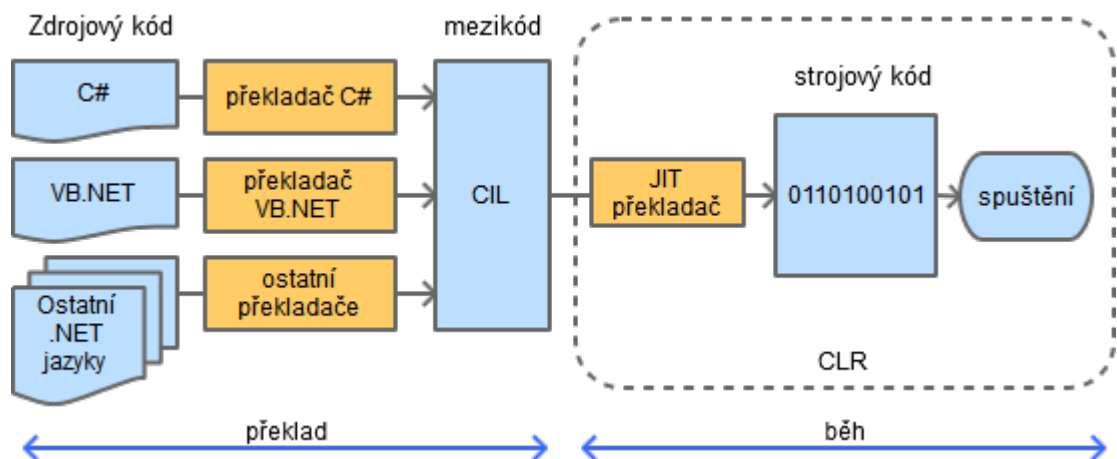 Zdrojový kód
mezikód
C#
překladač C#
VB.NET
překladač
VB.NET
Ostatní
.NET
jazyky
ostatní
překladače
CIL
JIT
překladač
strojový kód
0110100101
spuštění
CLR
překlad
běh